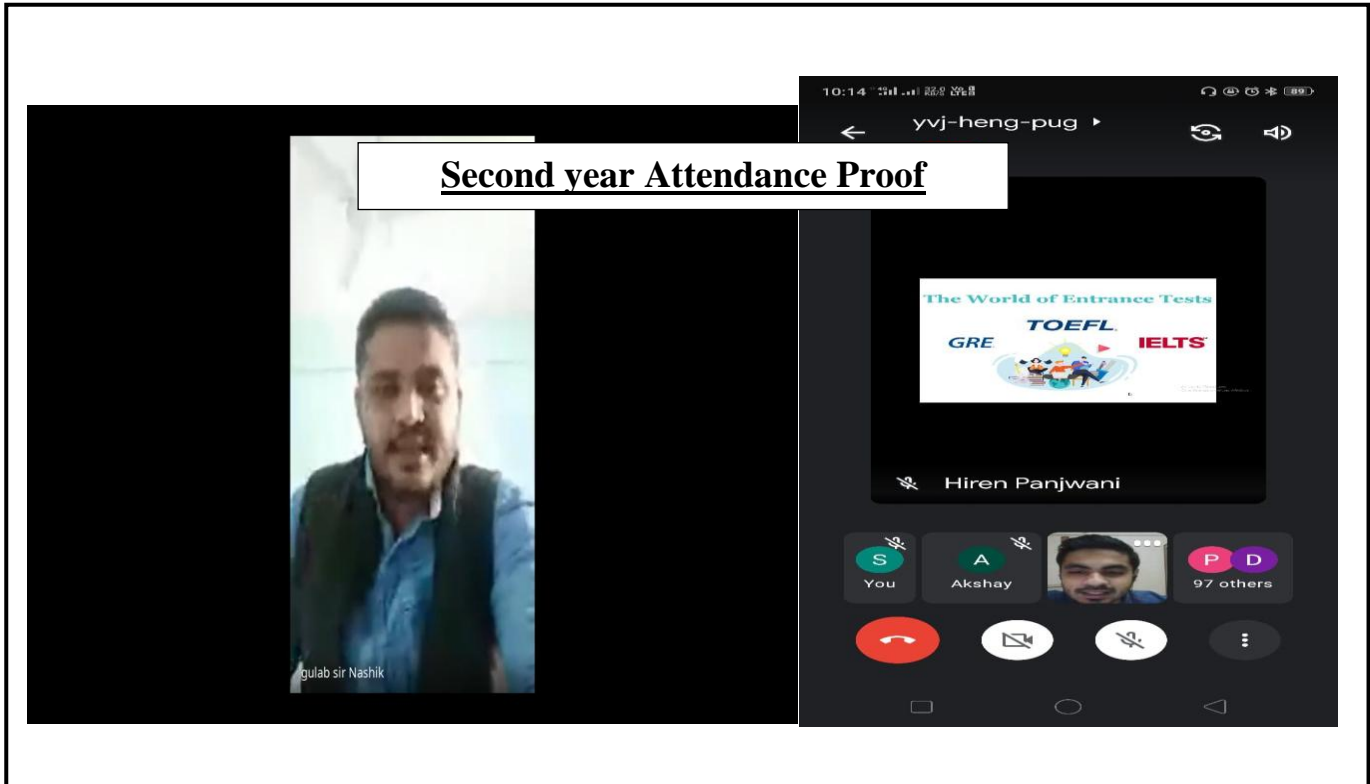 Second year Attendance Proof
gulab sir Nashik
10:14
89
yvj-heng-pug
The World of Entrance Tests
TOEFL
GRE
IELTS
Hiren Panjwani
S
A
P D
You
Akshay
97 others